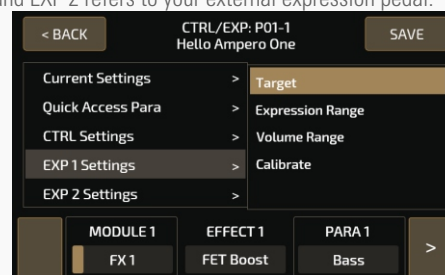 and EXP 2 refers to your external expression pedal.
< BACK
CTRL/EXP: P01-1
Hello Ampero One
SAVE
Current Settings >
Quick Access Para >
CTRL Settings >
EXP 1 Settings >
EXP 2 Settings >
Target
Expression Range
Volume Range
Calibrate
MODULE 1
EFFECT 1
PARA 1
FX 1
FET Boost
Bass
>